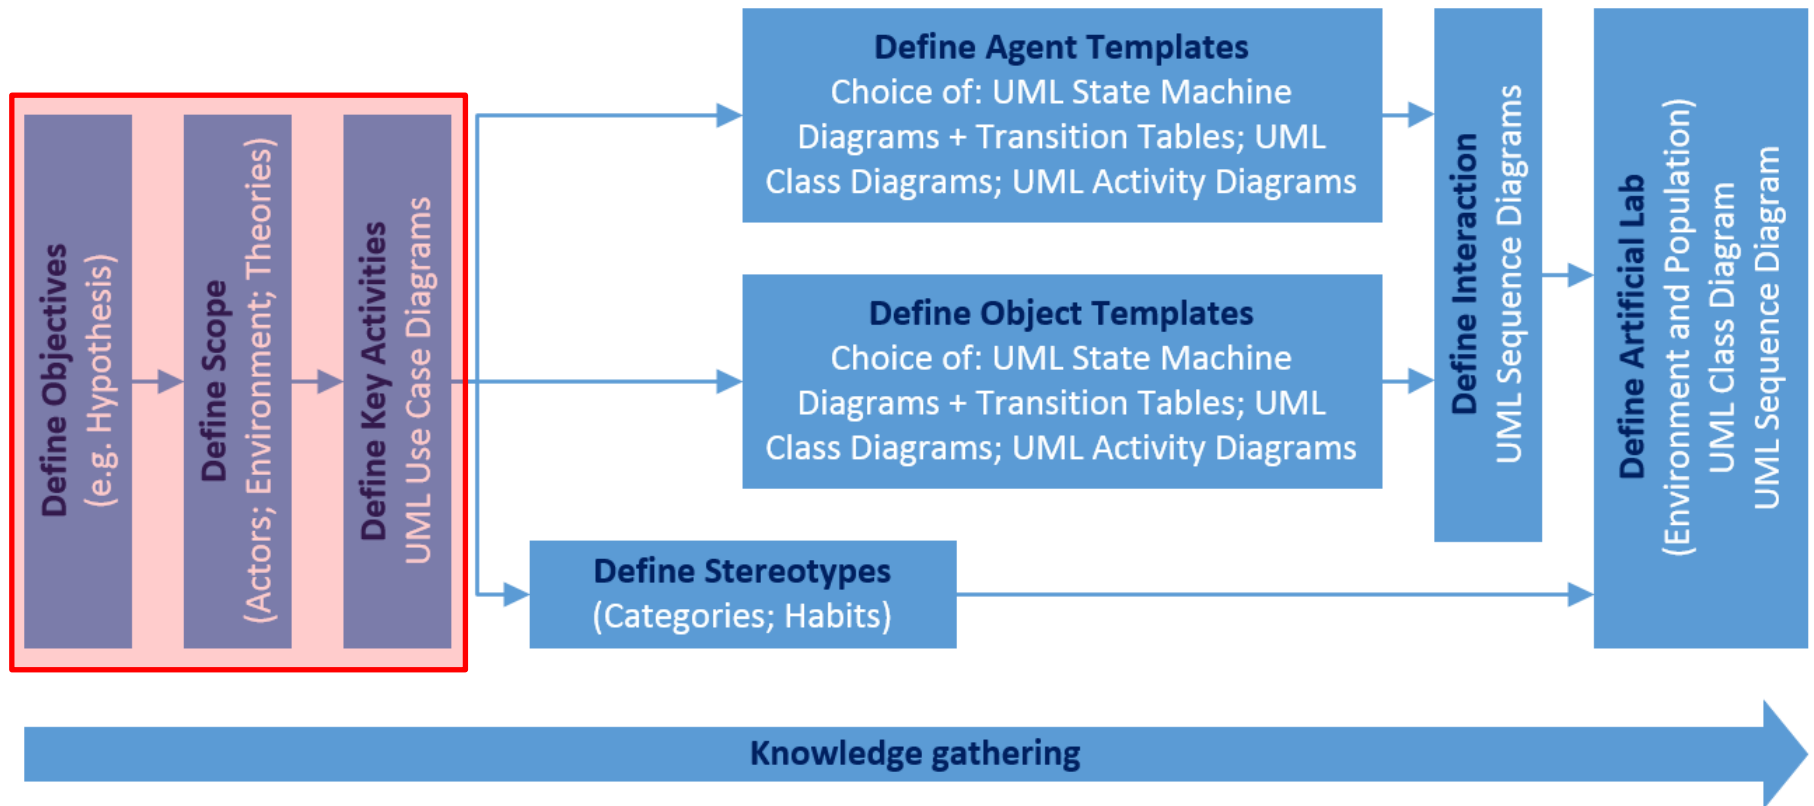 Define Objectives
(e.g. Hypothesis)
Define Scope
(Actors; Environment; Theories)
Define Key Activities
UML Use Case Diagrams
Define Agent Templates
Choice of: UML State Machine
Diagrams + Transition Tables; UML
Class Diagrams; UML Activity Diagrams
Define Object Templates
Choice of: UML State Machine
Diagrams + Transition Tables; UML
Class Diagrams; UML Activity Diagrams
Define Stereotypes
(Categories; Habits)
Define Interaction
UML Sequence Diagrams
Define Artificial Lab
(Environment and Population)
UML Class Diagram
UML Sequence Diagram
Knowledge gathering